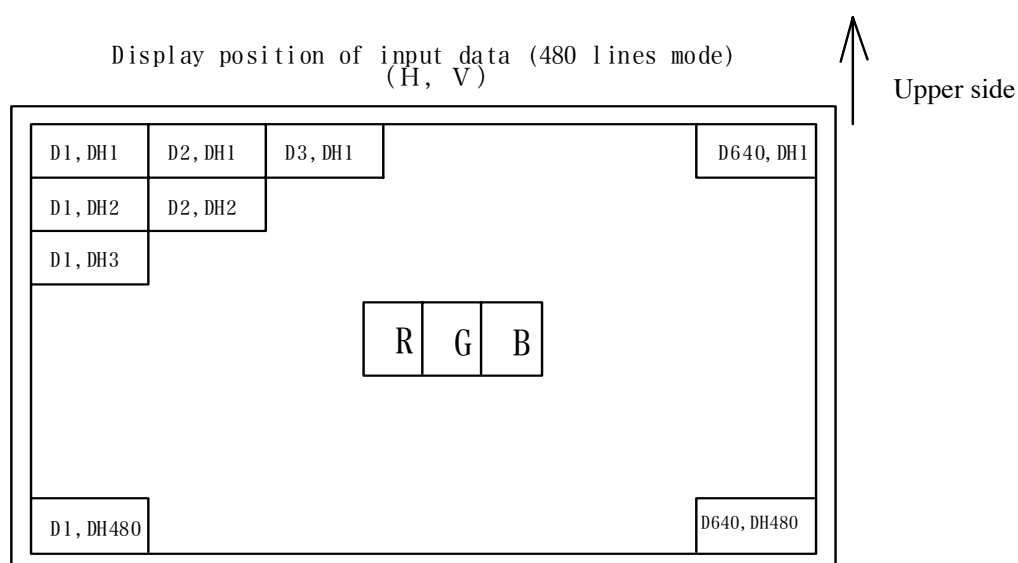 Display position of input data (480 lines mode)
(H, V)
Upper side
D1,DH1 D2,DH1 D3,DH1 D640,DH1
D1,DH2 D2,DH2
D1,DH3
R G B
D1,DH480 D640,DH480